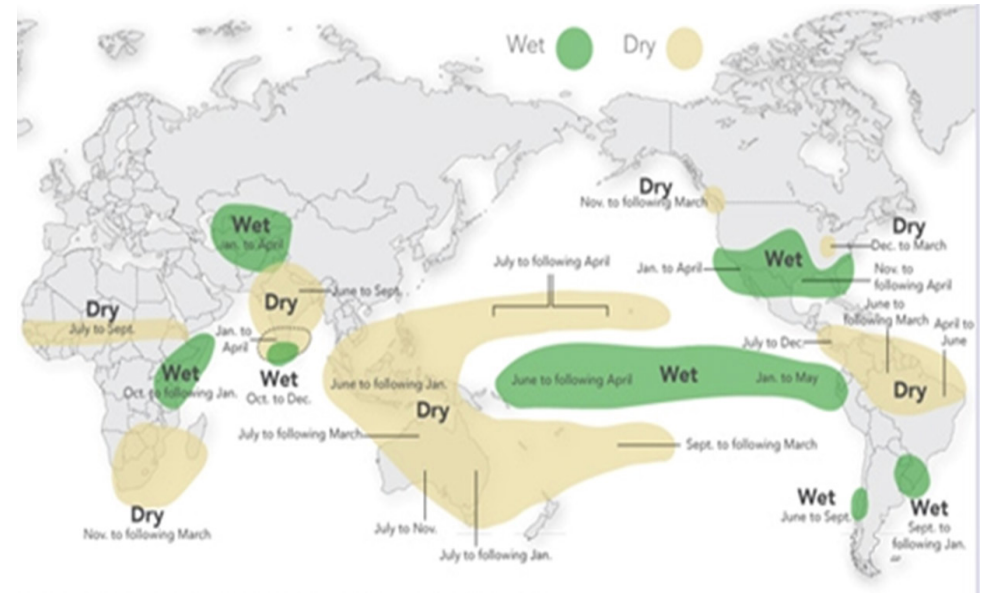 Wet Dry
Dry
Nov. to following March
Dry
Dec. to March
Wet
Jan. to April
Jan. to April
Wet
Nov. to
following April
July to following April
June to Sept.
Dry
Dry
July to Sept.
Jan. to
April
June to
following March
April to
June
July to Dec.
Wet
Oct. to following Jan.
Wet
Oct. to Dec.
June to following Jan.
Dry
June to following April Wet Jan. to May
Dry
July to following March
Sept. to following March
Dry
Nov. to following March
July to Nov.
July to following Jan.
Wet
June to Sept.
Wet
Sept. to
following Jan.